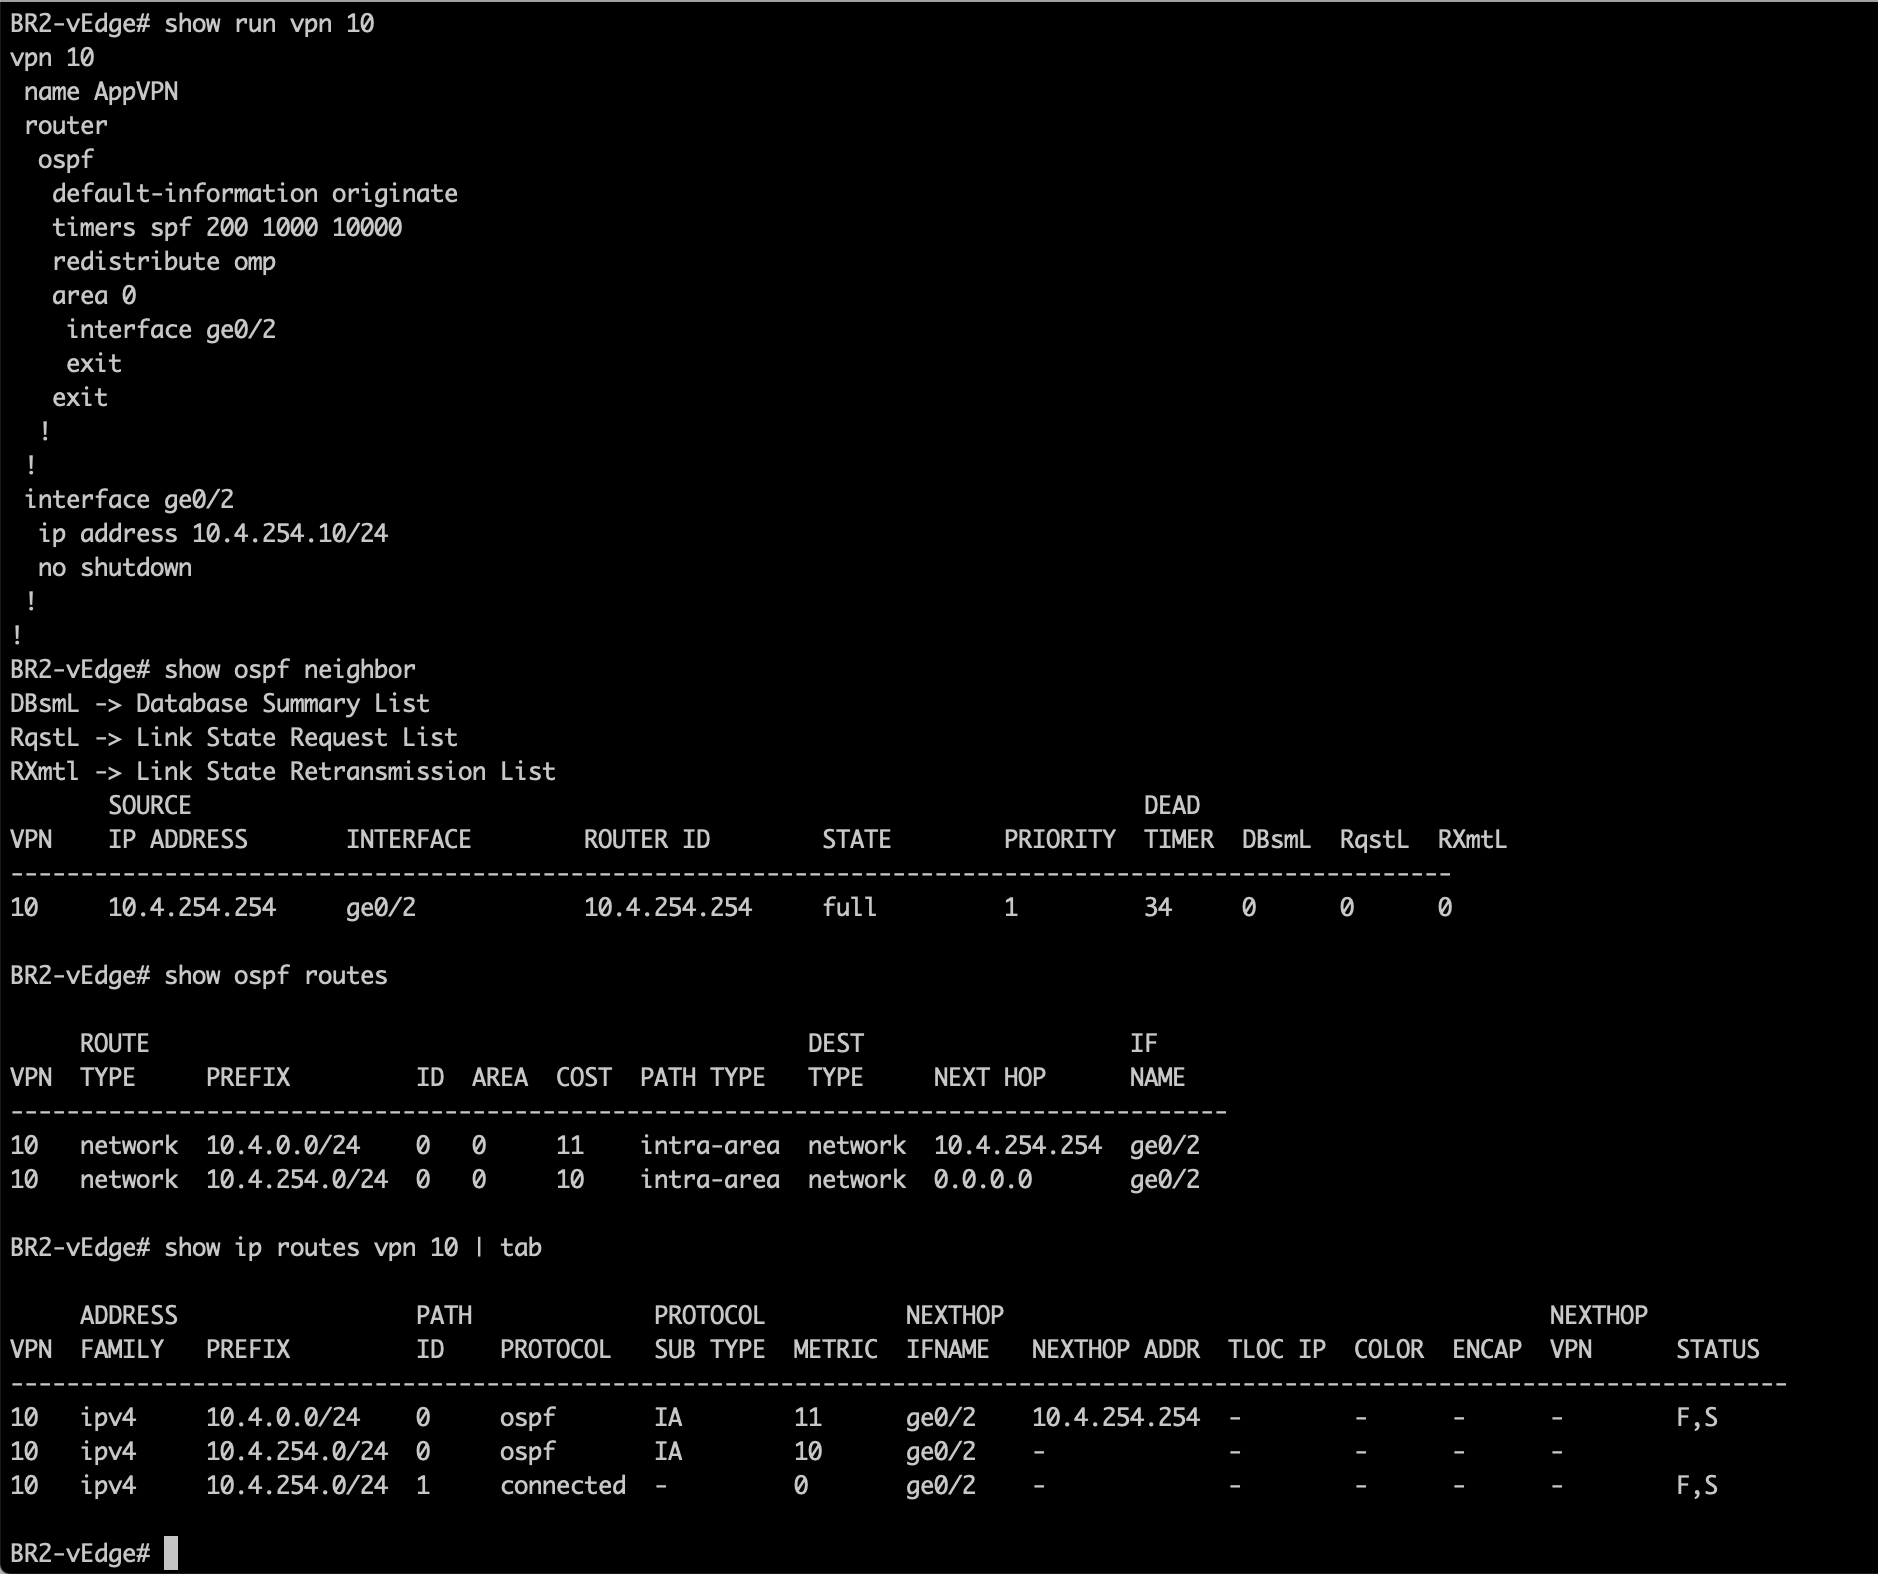 BR2-vEdge# show run vpn 10
vpn 10
 name AppVPN
 router
  ospf
   default-information originate
   timers spf 200 1000 10000
   redistribute omp
   area 0
    interface ge0/2
    exit
   exit
  !
 !
 interface ge0/2
  ip address 10.4.254.10/24
  no shutdown
 !
!
BR2-vEdge# show ospf neighbor
DBsmL -> Database Summary List
RqstL -> Link State Request List
RXmtl -> Link State Retransmission List
       SOURCE                                                                    DEAD
VPN    IP ADDRESS       INTERFACE        ROUTER ID        STATE        PRIORITY  TIMER  DBsmL  RqstL  RXmtL
-------------------------------------------------------------------------------------------------------
10     10.4.254.254     ge0/2            10.4.254.254     full         1         34     0      0      0
BR2-vEdge# show ospf routes
     ROUTE                                               DEST                   IF
VPN  TYPE     PREFIX         ID  AREA  COST  PATH TYPE   TYPE     NEXT HOP      NAME
---------------------------------------------------------------------------------------
10   network  10.4.0.0/24    0   0     11    intra-area  network  10.4.254.254  ge0/2
10   network  10.4.254.0/24  0   0     10    intra-area  network  0.0.0.0       ge0/2
BR2-vEdge# show ip routes vpn 10 | tab
     ADDRESS                 PATH             PROTOCOL          NEXTHOP                                       NEXTHOP
VPN  FAMILY   PREFIX         ID    PROTOCOL   SUB TYPE  METRIC  IFNAME   NEXTHOP ADDR  TLOC IP  COLOR  ENCAP  VPN      STATUS
-------------------------------------------------------------------------------------------------------------------------------
10   ipv4     10.4.0.0/24    0     ospf       IA        11      ge0/2    10.4.254.254  -        -      -      -        F,S
10   ipv4     10.4.254.0/24  0     ospf       IA        10      ge0/2    -             -        -      -      -
10   ipv4     10.4.254.0/24  1     connected  -         0       ge0/2    -             -        -      -      -        F,S
BR2-vEdge#